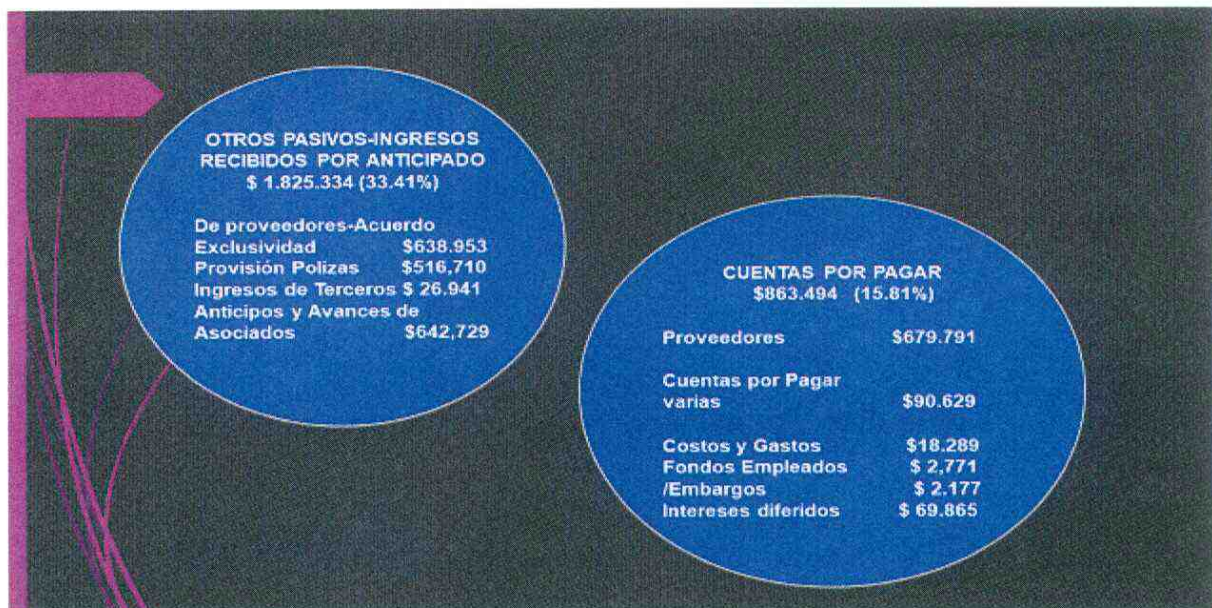 OTROS PASIVOS-INGRESOS
RECIBIDOS POR ANTICIPADO
$ 1.825.334 (33.41%)
De proveedores-Acuerdo
Exclusividad $638.953
Provisión Polizas $516,710
Ingresos de Terceros $ 26.941
Anticipos y Avances de
Asociados $642,729
CUENTAS POR PAGAR
$863.494 (15.81%)
Proveedores $679.791
Cuentas por Pagar
varias $90.629
Costos y Gastos $18.289
Fondos Empleados $ 2,771
/Embargos $ 2.177
Intereses diferidos $ 69.865